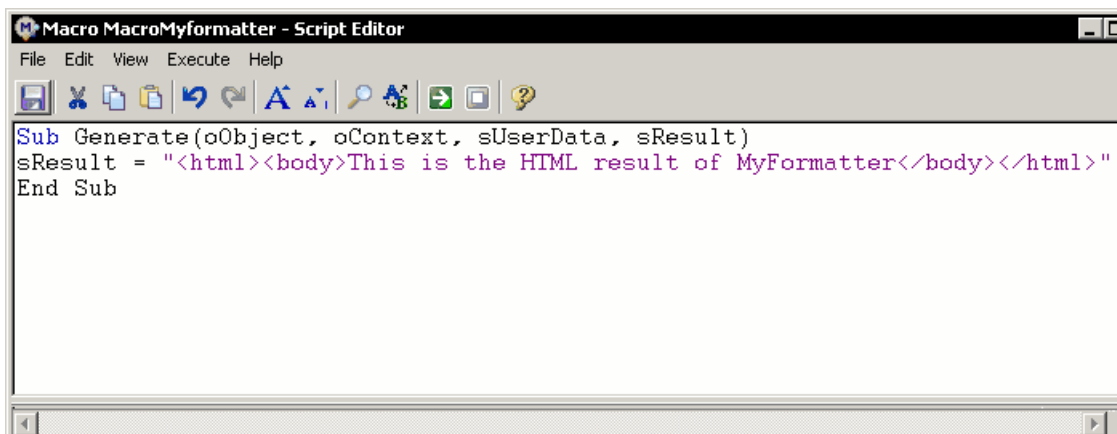 Macro MacroMyformatter - Script Editor
File Edit View Execute Help
Sub Generate(oObject, oContext, sUserData, sResult)
sResult = "<html><body>This is the HTML result of MyFormatter</body></html>"
End Sub